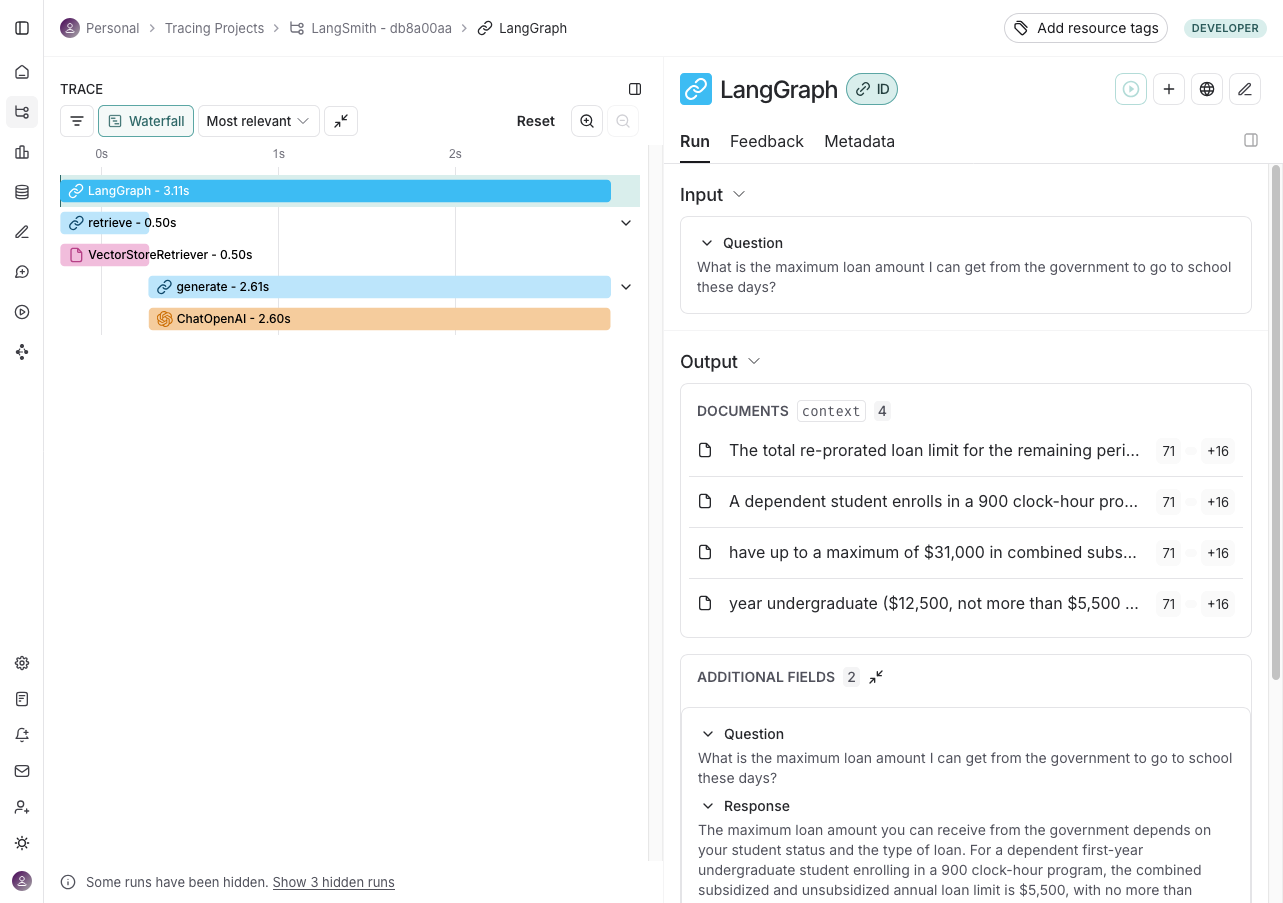 Personal > Tracing Projects > LangSmith - db8a00aa > LangGraph
Add resource tags
DEVELOPER
TRACE
Waterfall
Most relevant
Reset
0s
1s
2s
LangGraph - 3.11s
retrieve - 0.50s
VectorStoreRetriever - 0.50s
generate - 2.61s
ChatOpenAI - 2.60s
Some runs have been hidden. Show 3 hidden runs
LangGraph
ID
Run
Feedback
Metadata
Input
Question
What is the maximum loan amount I can get from the government to go to school
these days?
Output
DOCUMENTS context 4
The total re-prorated loan limit for the remaining peri... 71 +16
A dependent student enrolls in a 900 clock-hour pro... 71 +16
have up to a maximum of $31,000 in combined subs... 71 +16
year undergraduate ($12,500, not more than $5,500 ... 71 +16
ADDITIONAL FIELDS 2
Question
What is the maximum loan amount I can get from the government to go to school
these days?
Response
The maximum loan amount you can receive from the government depends on
your student status and the type of loan. For a dependent first-year
undergraduate student enrolling in a 900 clock-hour program, the combined
subsidized and unsubsidized annual loan limit is $5,500, with no more than